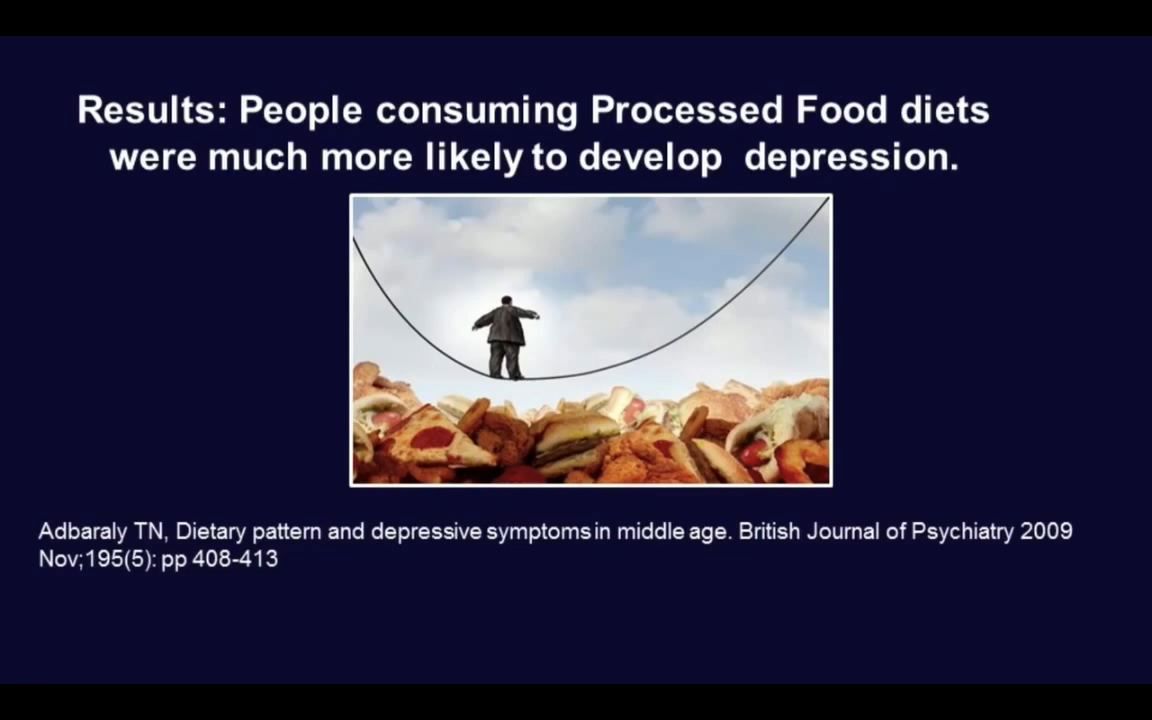 Results: People consuming Processed Food diets
were much more likely to develop depression.
Adbaraly TN, Dietary pattern and depressive symptoms in middle age. British Journal of Psychiatry 2009
Nov;195(5): pp 408-413